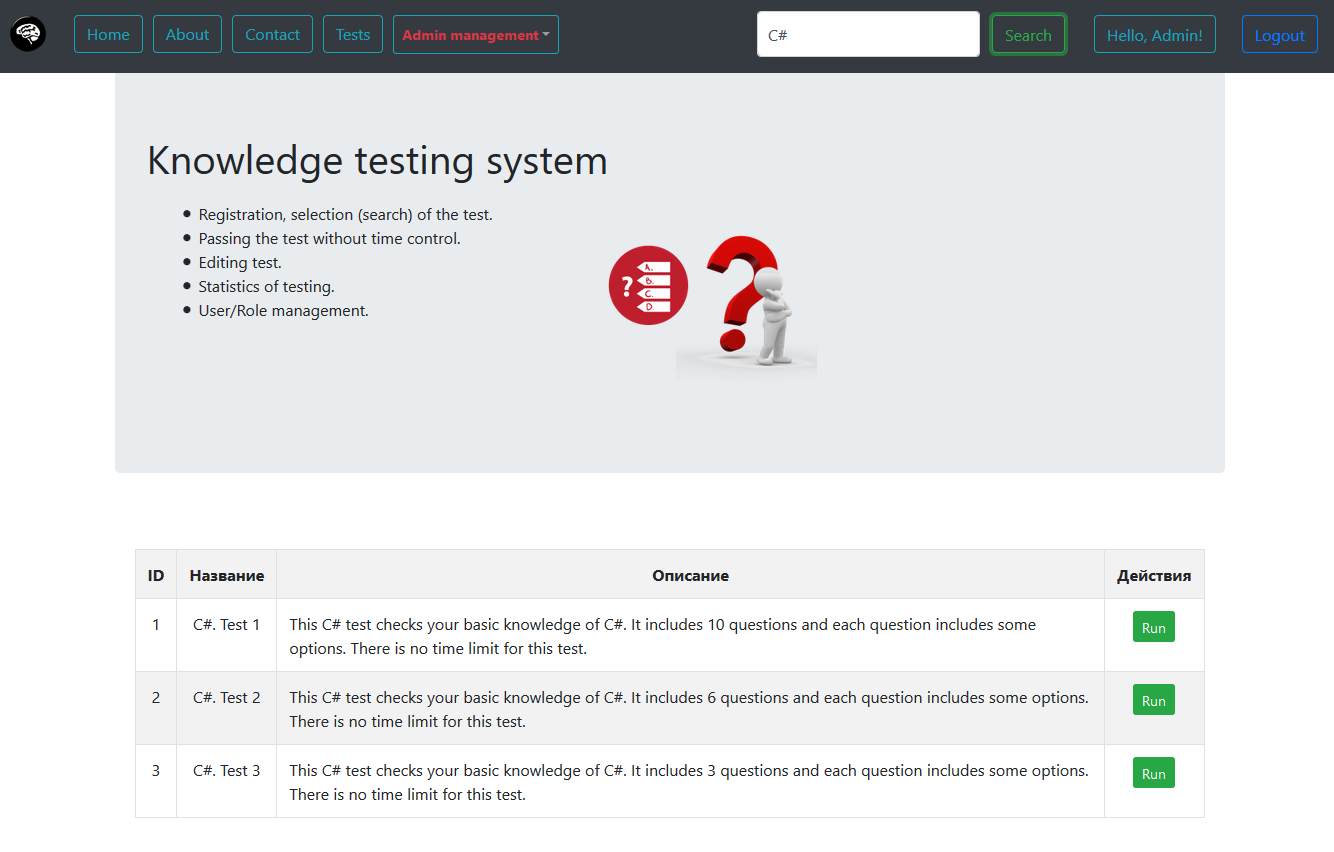 Home About Contact Tests Admin management C# Search Hello, Admin! Logout
Knowledge testing system
Registration, selection (search) of the test.
Passing the test without time control.
Editing test.
Statistics of testing.
User/Role management.
?
A.
B.
C.
D.
ID Название Описание Действия
1 C#. Test 1 This C# test checks your basic knowledge of C#. It includes 10 questions and each question includes some Run
options. There is no time limit for this test.
2 C#. Test 2 This C# test checks your basic knowledge of C#. It includes 6 questions and each question includes some options. Run
There is no time limit for this test.
3 C#. Test 3 This C# test checks your basic knowledge of C#. It includes 3 questions and each question includes some options. Run
There is no time limit for this test.